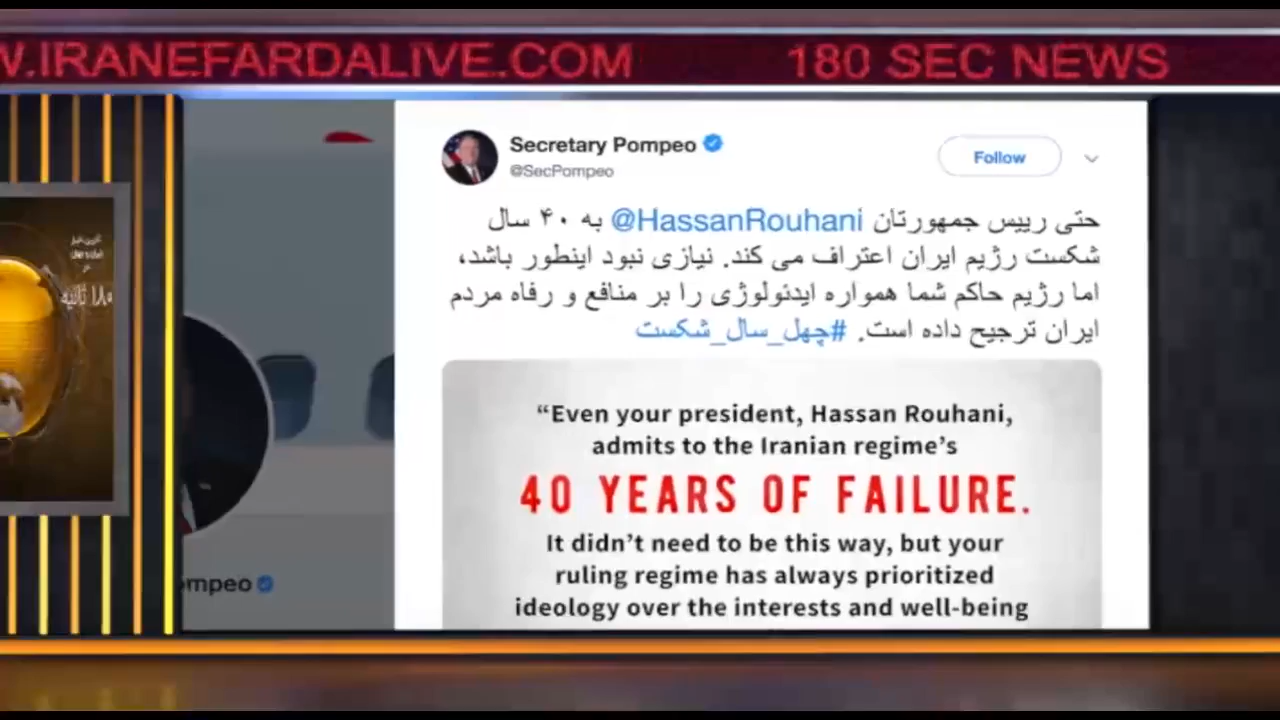 W.IRANEFARDALIVE.COM 180 SEC NEWS
Secretary Pompeo
@SecPompeo
Follow
حتی رییس جمهورتان @HassanRouhani به ۴۰ سال
شکست رژیم ایران اعتراف می کند. نیازی نبود اینطور باشد،
اما رژیم حاکم شما همواره ایدئولوژی را بر منافع و رفاه مردم
ایران ترجیح داده است. #چهل_سال_شکست
“Even your president, Hassan Rouhani,
admits to the Iranian regime’s
40 YEARS OF FAILURE.
It didn’t need to be this way, but your
ruling regime has always prioritized
ideology over the interests and well-being
۱۸۰ ثانیه
mpeo